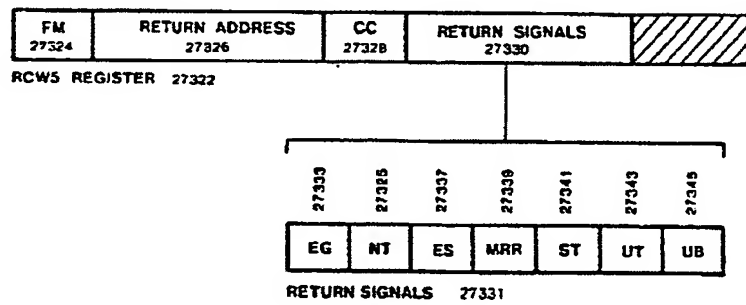 FM RETURN ADDRESS CC RETURN SIGNALS
27324 27326 27328 27330
RCWS REGISTER 27322
27333 27325 27337 27339 27341 27343 27345
EG NT ES MRR ST UT UB
RETURN SIGNALS 27331